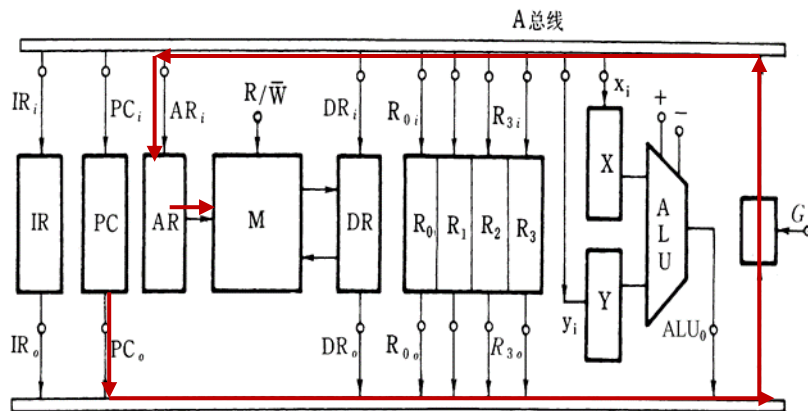 A总线
IRᵢ PCᵢ ARᵢ R/W̅ DRᵢ R₀ᵢ R₃ᵢ xᵢ + −
IR PC AR M DR R₀ R₁ R₂ R₃ X Y ALU G
IRₒ PCₒ DRₒ R₀ₒ R₃ₒ yᵢ ALU₀